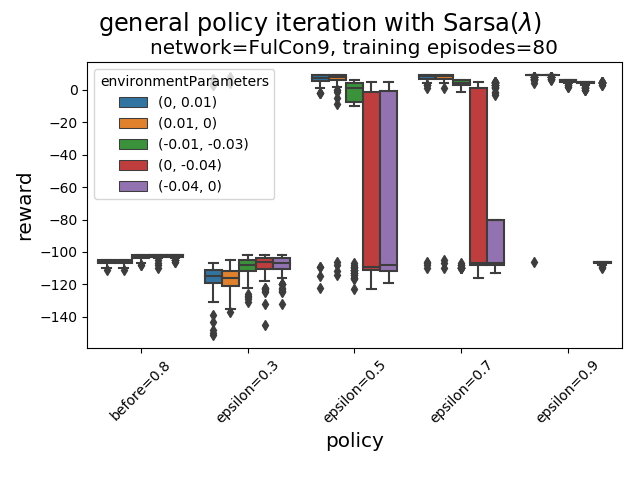 general policy iteration with Sarsa(λ)
network=FulCon9, training episodes=80
environmentParameters
(0, 0.01)
(0.01, 0)
(-0.01, -0.03)
(0, -0.04)
(-0.04, 0)
reward
0
−20
−40
−60
−80
−100
−120
−140
before=0.8
epsilon=0.3
epsilon=0.5
epsilon=0.7
epsilon=0.9
policy